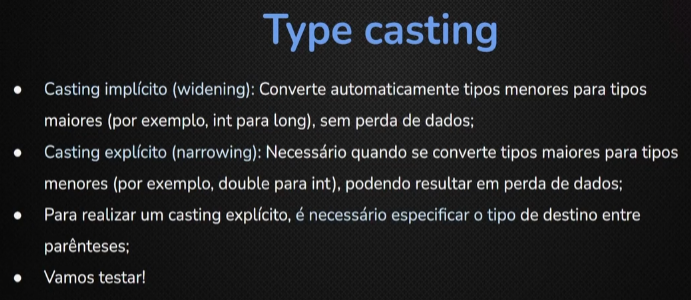 Type casting
● Casting implícito (widening): Converte automaticamente tipos menores para tipos
maiores (por exemplo, int para long), sem perda de dados;
● Casting explícito (narrowing): Necessário quando se converte tipos maiores para tipos
menores (por exemplo, double para int), podendo resultar em perda de dados;
● Para realizar um casting explícito, é necessário especificar o tipo de destino entre
parênteses;
● Vamos testar!